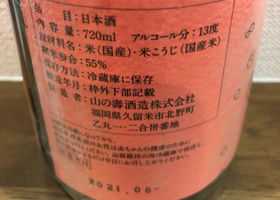 品目：日本酒
内容量：720ml アルコール分：13度
原材料名：米(国産)・米こうじ(国産米)
精米歩合：55%
保存方法：冷蔵庫に保存
製造年月：枠外下部記載
製造者：山の壽酒造株式会社
福岡県久留米市北野町
乙丸一・二合併番地
2021.06